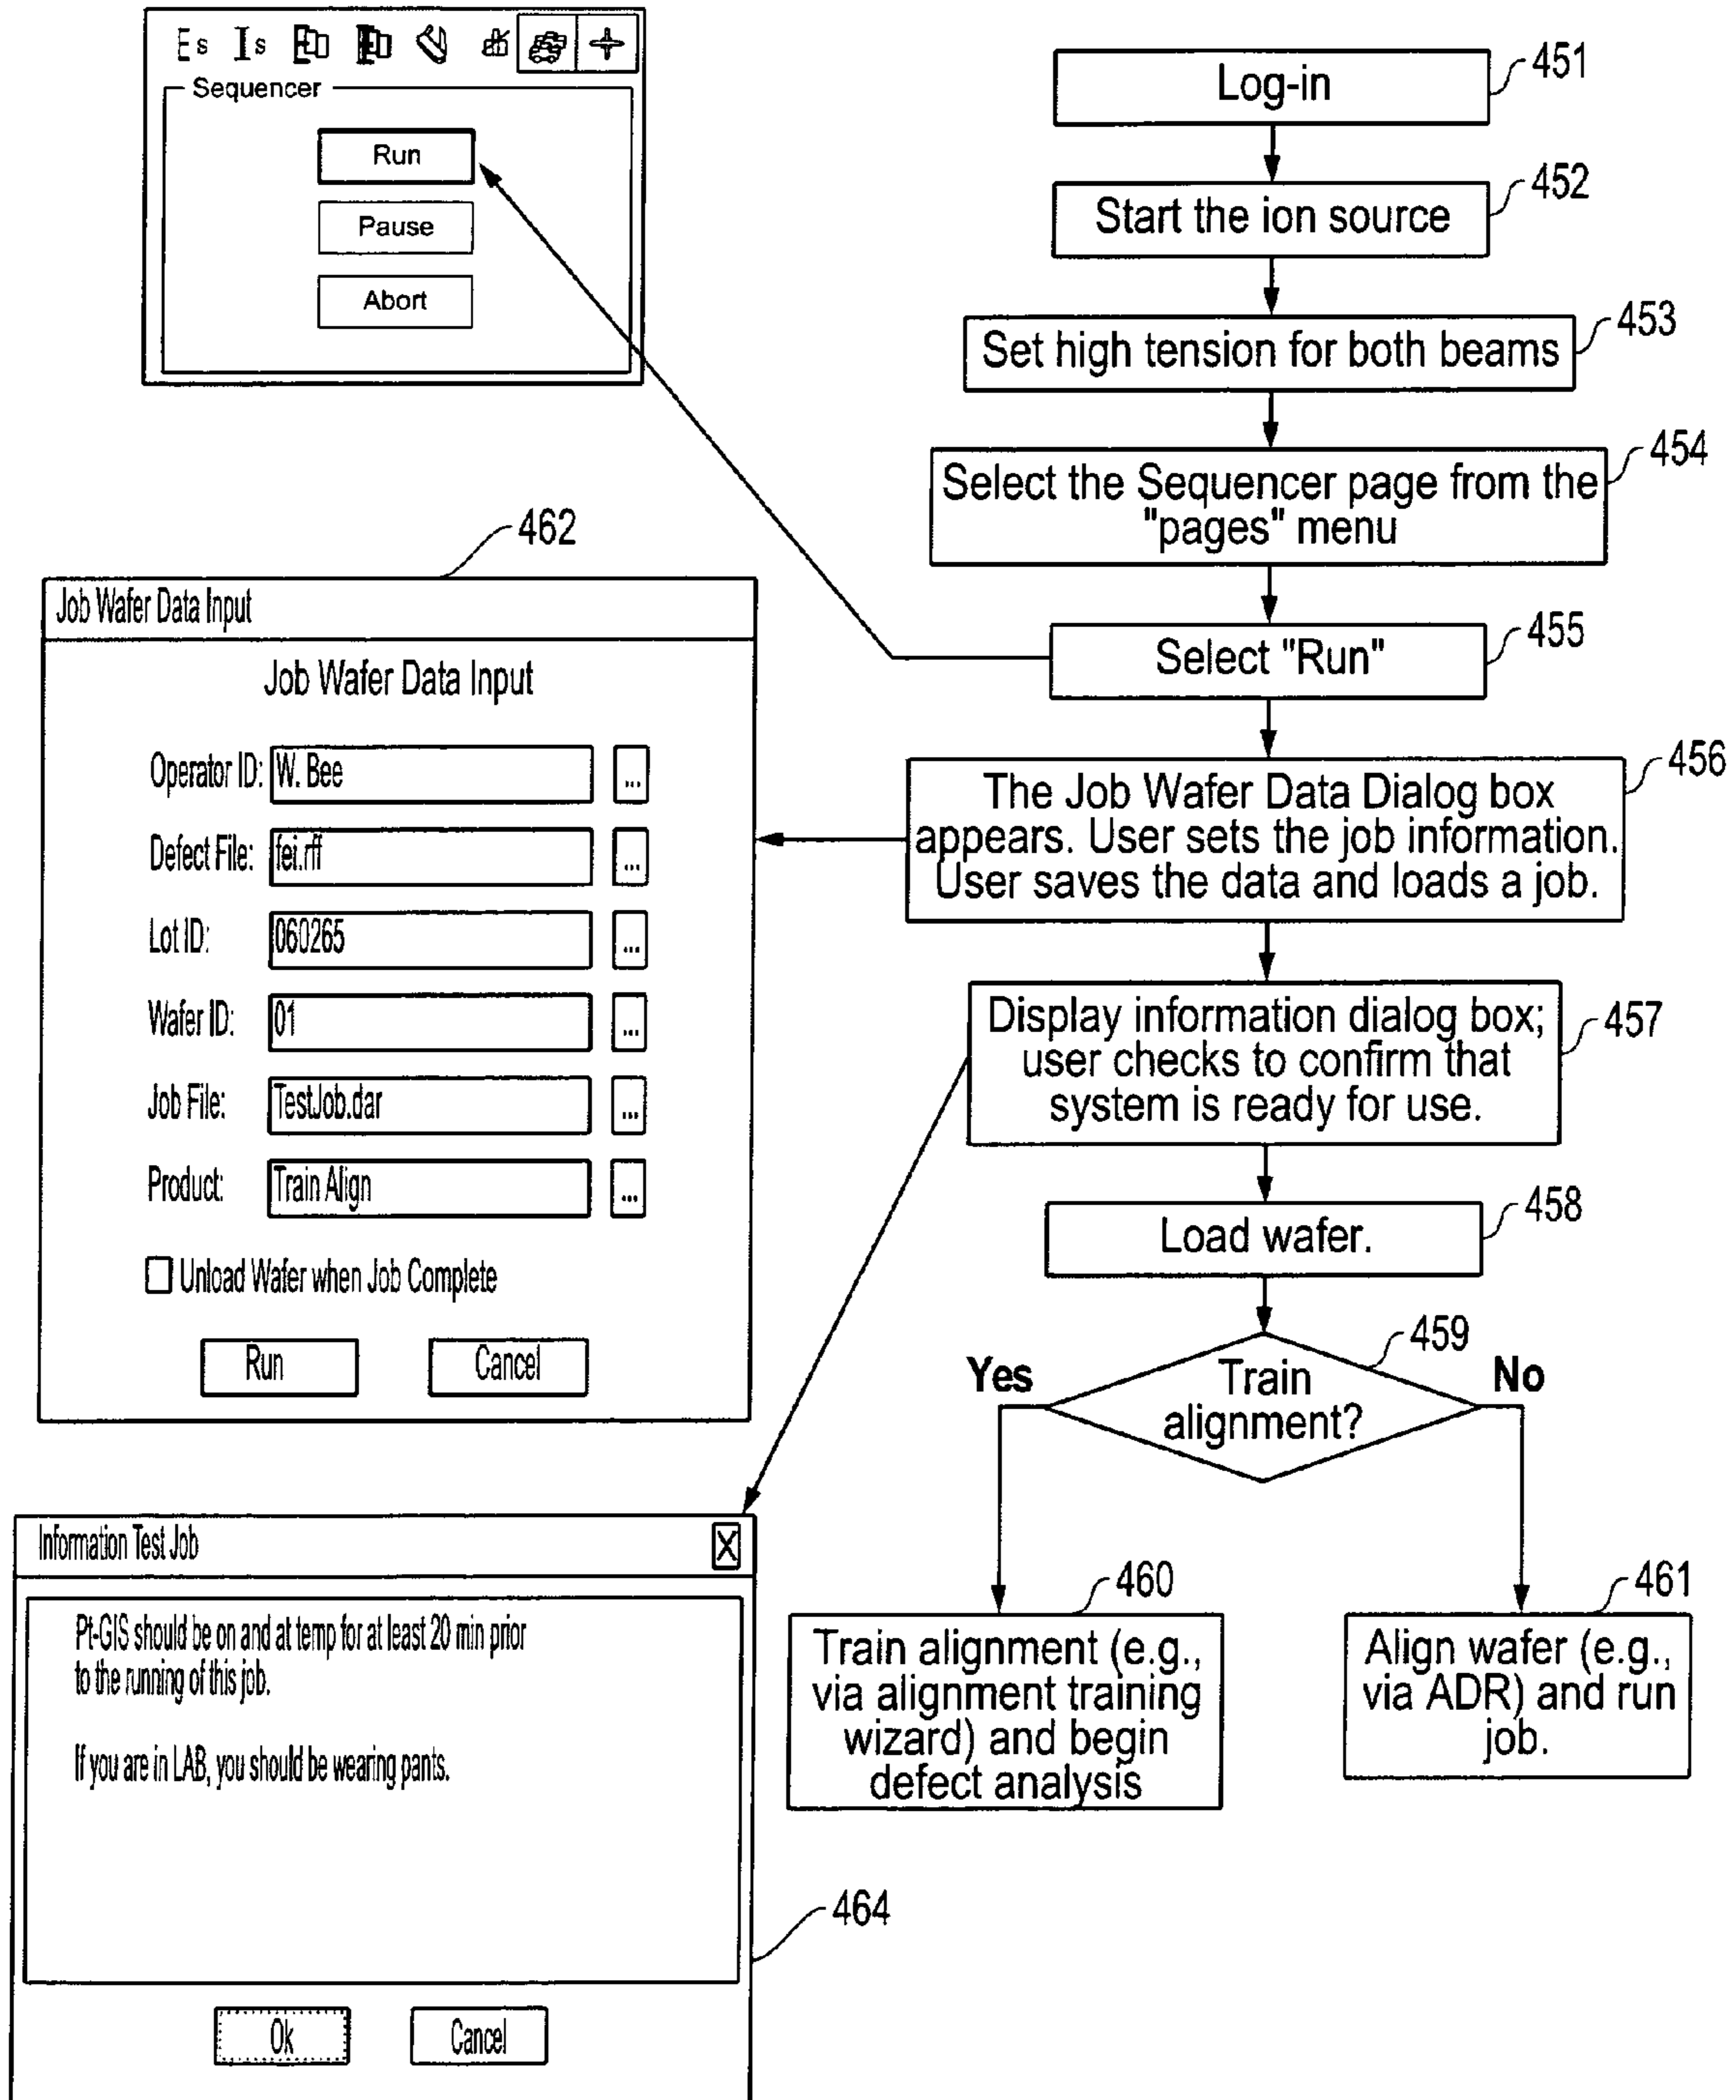 Es Is
Sequencer
Run
Pause
Abort
Log-in
451
Start the ion source
452
Set high tension for both beams
453
Select the Sequencer page from the
"pages" menu
454
Select "Run"
455
The Job Wafer Data Dialog box
appears. User sets the job information.
User saves the data and loads a job.
456
Display information dialog box;
user checks to confirm that
system is ready for use.
457
Load wafer.
458
Train
alignment?
459
Yes
No
460
Train alignment (e.g.,
via alignment training
wizard) and begin
defect analysis
461
Align wafer (e.g.,
via ADR) and run
job.
462
Job Wafer Data Input
Job Wafer Data Input
Operator ID: W. Bee ...
Defect File: fei.rff ...
Lot ID: 060265 ...
Wafer ID: 01 ...
Job File: TestJob.dar ...
Product: Train Align ...
Unload Wafer when Job Complete
Run Cancel
Information Test Job X
Pt-GIS should be on and at temp for at least 20 min prior
to the running of this job.
If you are in LAB, you should be wearing pants.
464
Ok Cancel